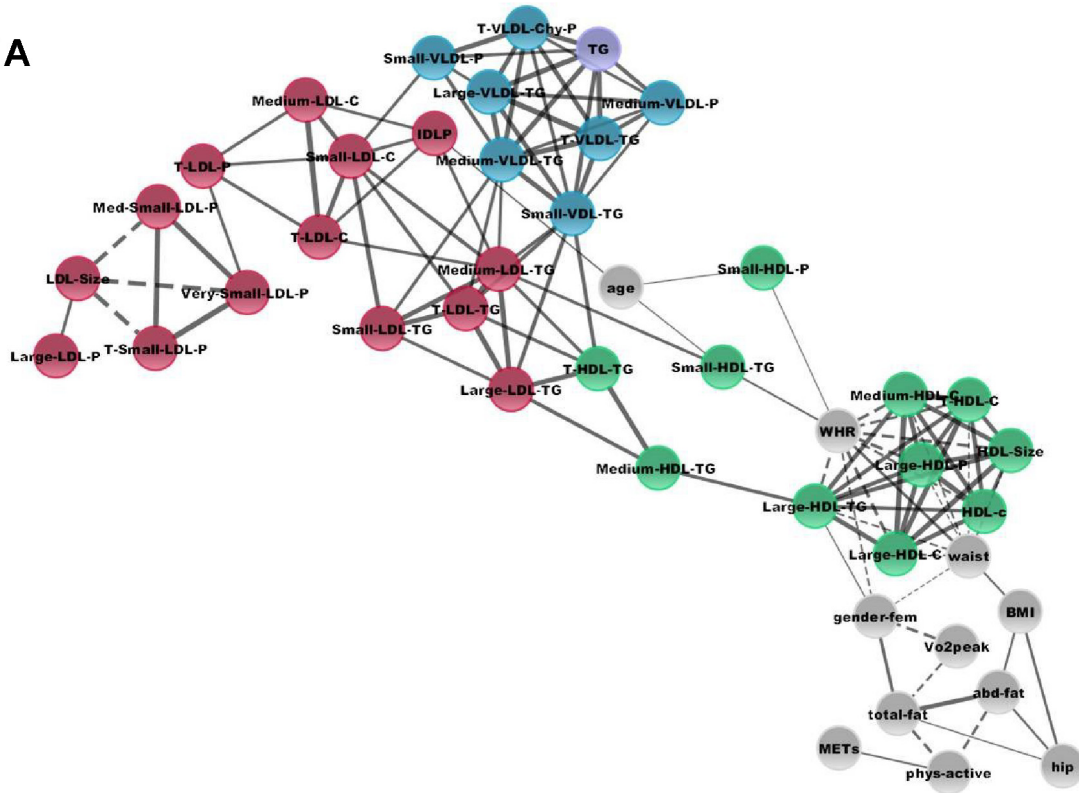 A
T-VLDL-Chy-P
TG
Small-VLDL-P
Large-VLDL-TG
Medium-VLDL-P
Medium-LDL-C
IDLP
T-VLDL-TG
Small-LDL-C
Medium-VLDL-TG
T-LDL-P
Med-Small-LDL-P
Small-VDL-TG
T-LDL-C
Medium-LDL-TG
Small-HDL-P
LDL-Size
age
Very-Small-LDL-P
T-LDL-TG
Small-LDL-TG
Large-LDL-P
T-Small-LDL-P
Small-HDL-TG
T-HDL-TG
Large-LDL-TG
Medium-HDL-C
T-HDL-C
WHR
HDL-Size
Large-HDL-P
Medium-HDL-TG
Large-HDL-TG
HDL-c
Large-HDL-C
waist
gender-fem
BMI
Vo2peak
abd-fat
total-fat
METs
phys-active
hip